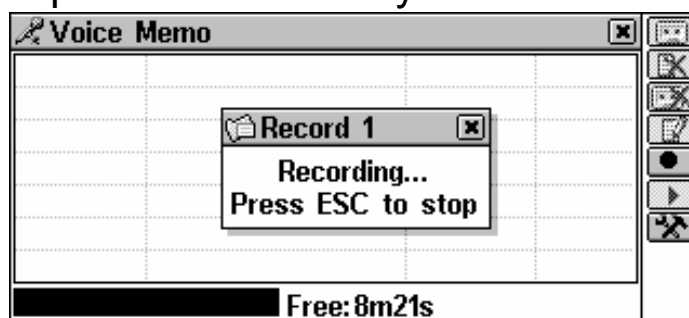 Voice Memo
Record 1
Recording...
Press ESC to stop
Free:8m21s